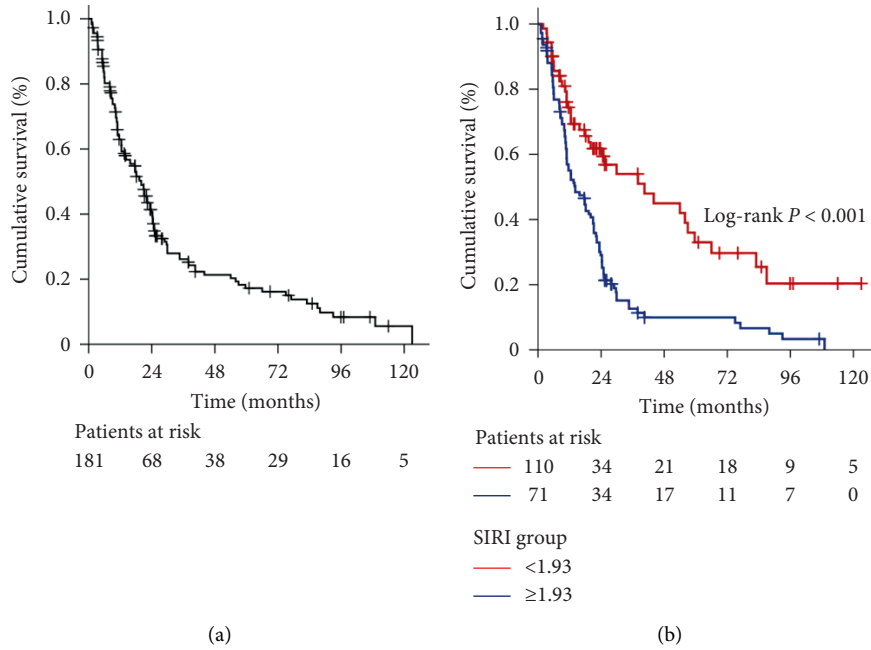 1.0
0.8
0.6
0.4
0.2
0
Cumulative survival (%)
0 24 48 72 96 120
Time (months)
Patients at risk
181 68 38 29 16 5
(a)
1.0
0.8
0.6
0.4
0.2
0
Cumulative survival (%)
Log-rank P < 0.001
0 24 48 72 96 120
Time (months)
Patients at risk
110 34 21 18 9 5
71 34 17 11 7 0
SIRI group
<1.93
≥1.93
(b)